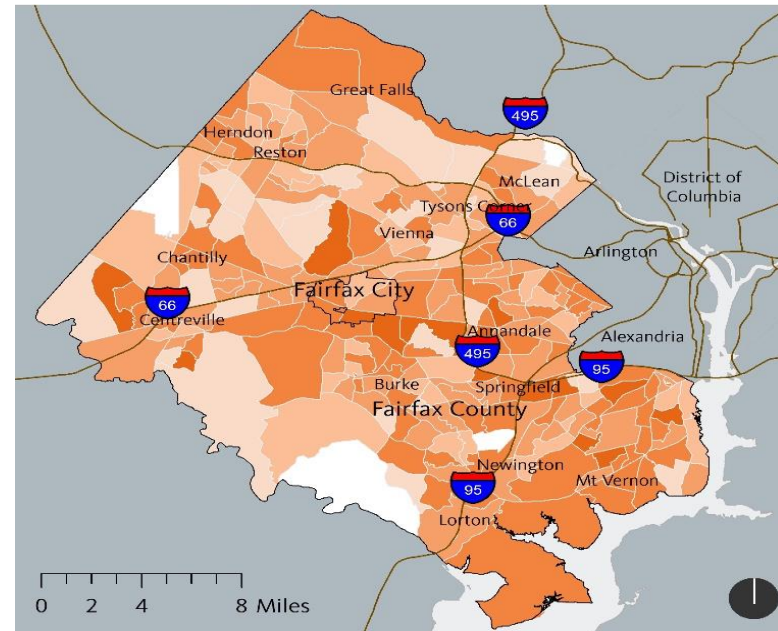 Great Falls
495
Herndon
Reston
McLean
District of
Columbia
Tysons Corner
66
Vienna
Arlington
Chantilly
Fairfax City
66
Centreville
Annandale
Alexandria
495
95
Burke
Springfield
Fairfax County
Newington
95
Mt Vernon
Lorton
0 2 4 8 Miles